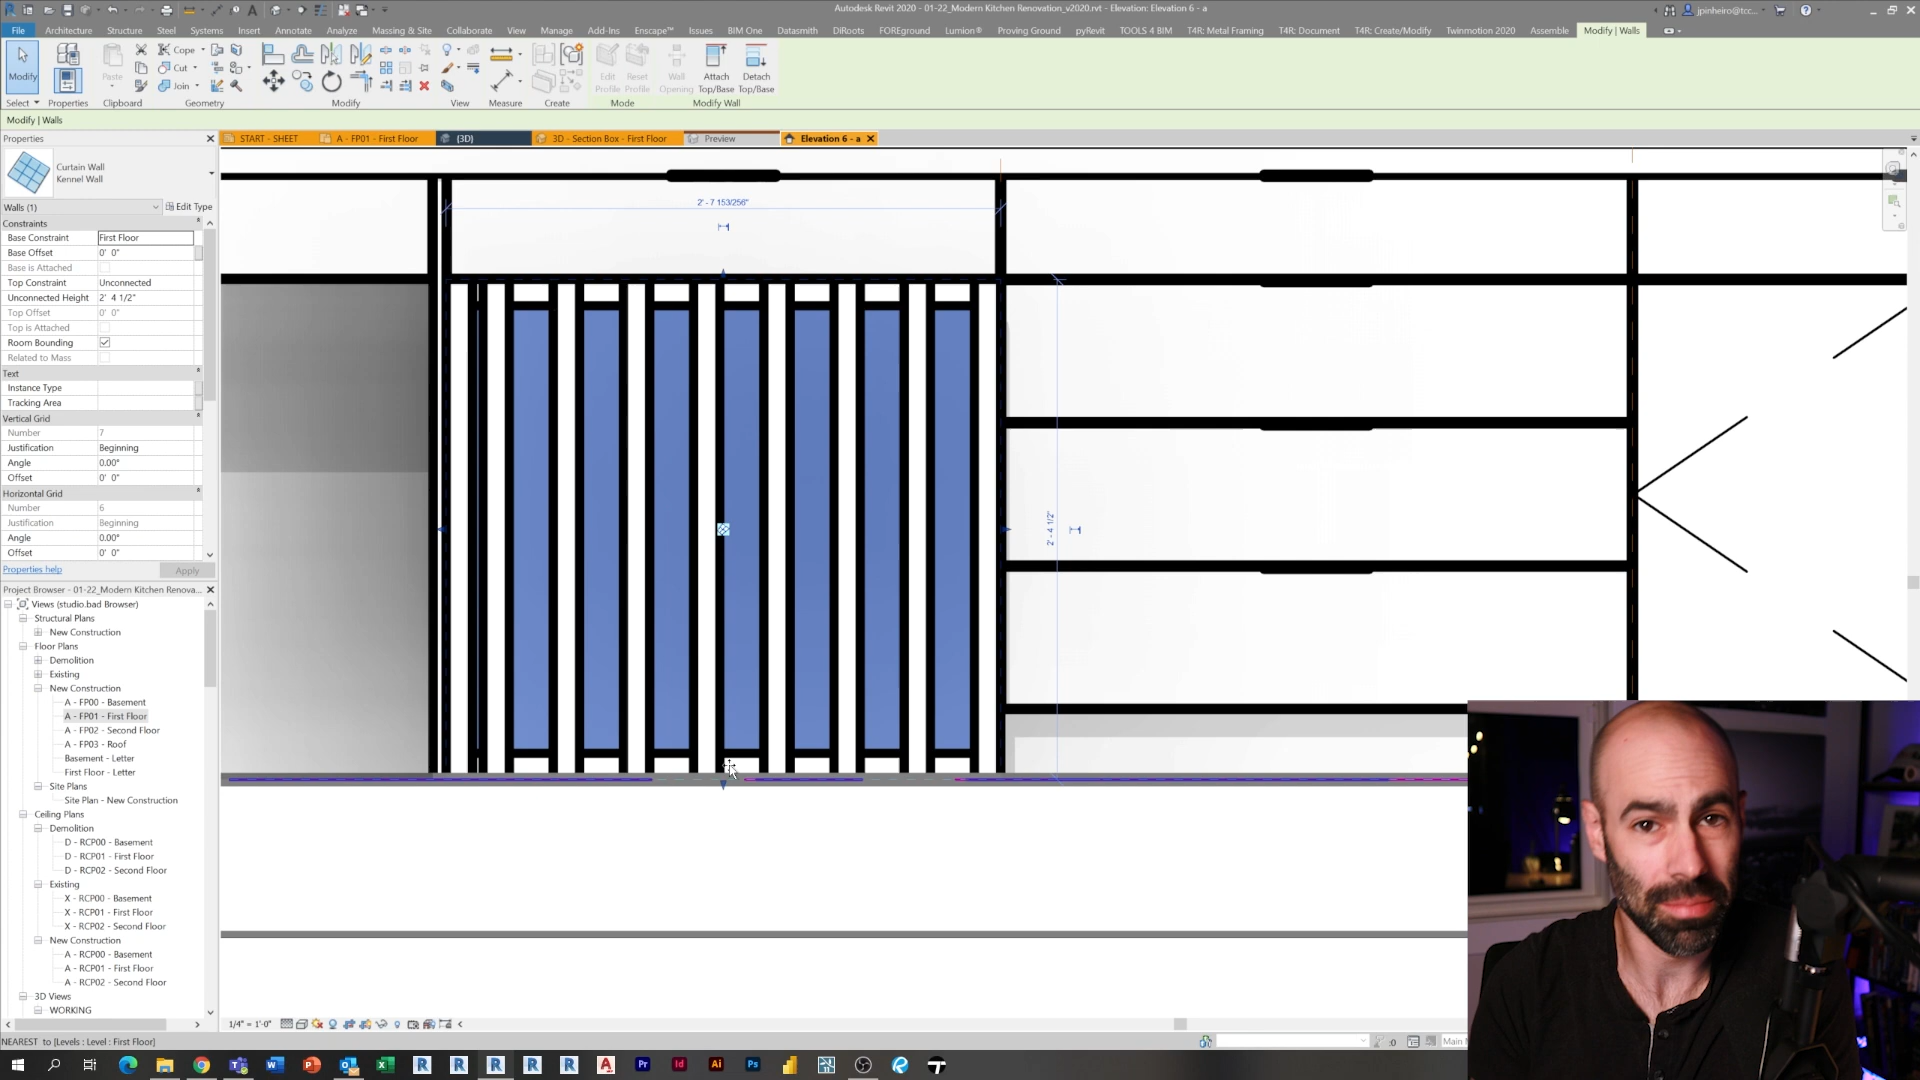 Autodesk Revit 2020 - 01-22_Modern Kitchen Renovation_v2020.rvt - Elevation: Elevation 6 - a
jpinheiro@tcc...
File Architecture Structure Steel Systems Insert Annotate Analyze Massing & Site Collaborate View Manage Add-Ins Enscape™ Issues BIM One Datasmith DiRoots FOREground Lumion® Proving Ground pyRevit TOOLS 4 BIM T4R: Metal Framing T4R: Document T4R: Create/Modify Twinmotion 2020 Assemble Modify | Walls
Cope
Cut
Join
Modify
Paste
Edit Profile
Reset Profile
Wall Opening
Attach Top/Base
Detach Top/Base
Select Properties Clipboard Geometry Modify View Measure Create Mode Modify Wall
Modify | Walls
Properties
START - SHEET
A - FP01 - First Floor
{3D}
3D - Section Box - First Floor
Preview
Elevation 6 - a
Curtain Wall
Kennel Wall
Walls (1)
Edit Type
Constraints
Base Constraint First Floor
Base Offset 0' 0"
Base is Attached
Top Constraint Unconnected
Unconnected Height 2' 4 1/2"
Top Offset 0' 0"
Top is Attached
Room Bounding
Related to Mass
Text
Instance Type
Tracking Area
Vertical Grid
Number 7
Justification Beginning
Angle 0.00°
Offset 0' 0"
Horizontal Grid
Number 6
Justification Beginning
Angle 0.00°
Offset 0' 0"
Properties help
Apply
Project Browser - 01-22_Modern Kitchen Renova...
Views (studio.bad Browser)
Structural Plans
New Construction
Floor Plans
Demolition
Existing
New Construction
A - FP00 - Basement
A - FP01 - First Floor
A - FP02 - Second Floor
A - FP03 - Roof
Basement - Letter
First Floor - Letter
Site Plans
Site Plan - New Construction
Ceiling Plans
Demolition
D - RCP00 - Basement
D - RCP01 - First Floor
D - RCP02 - Second Floor
Existing
X - RCP00 - Basement
X - RCP01 - First Floor
X - RCP02 - Second Floor
New Construction
A - RCP00 - Basement
A - RCP01 - First Floor
A - RCP02 - Second Floor
3D Views
WORKING
2' - 7 153/256"
2' - 4 1/2"
1/4" = 1'-0"
NEAREST to [Levels : Level : First Floor]
:0
Main M